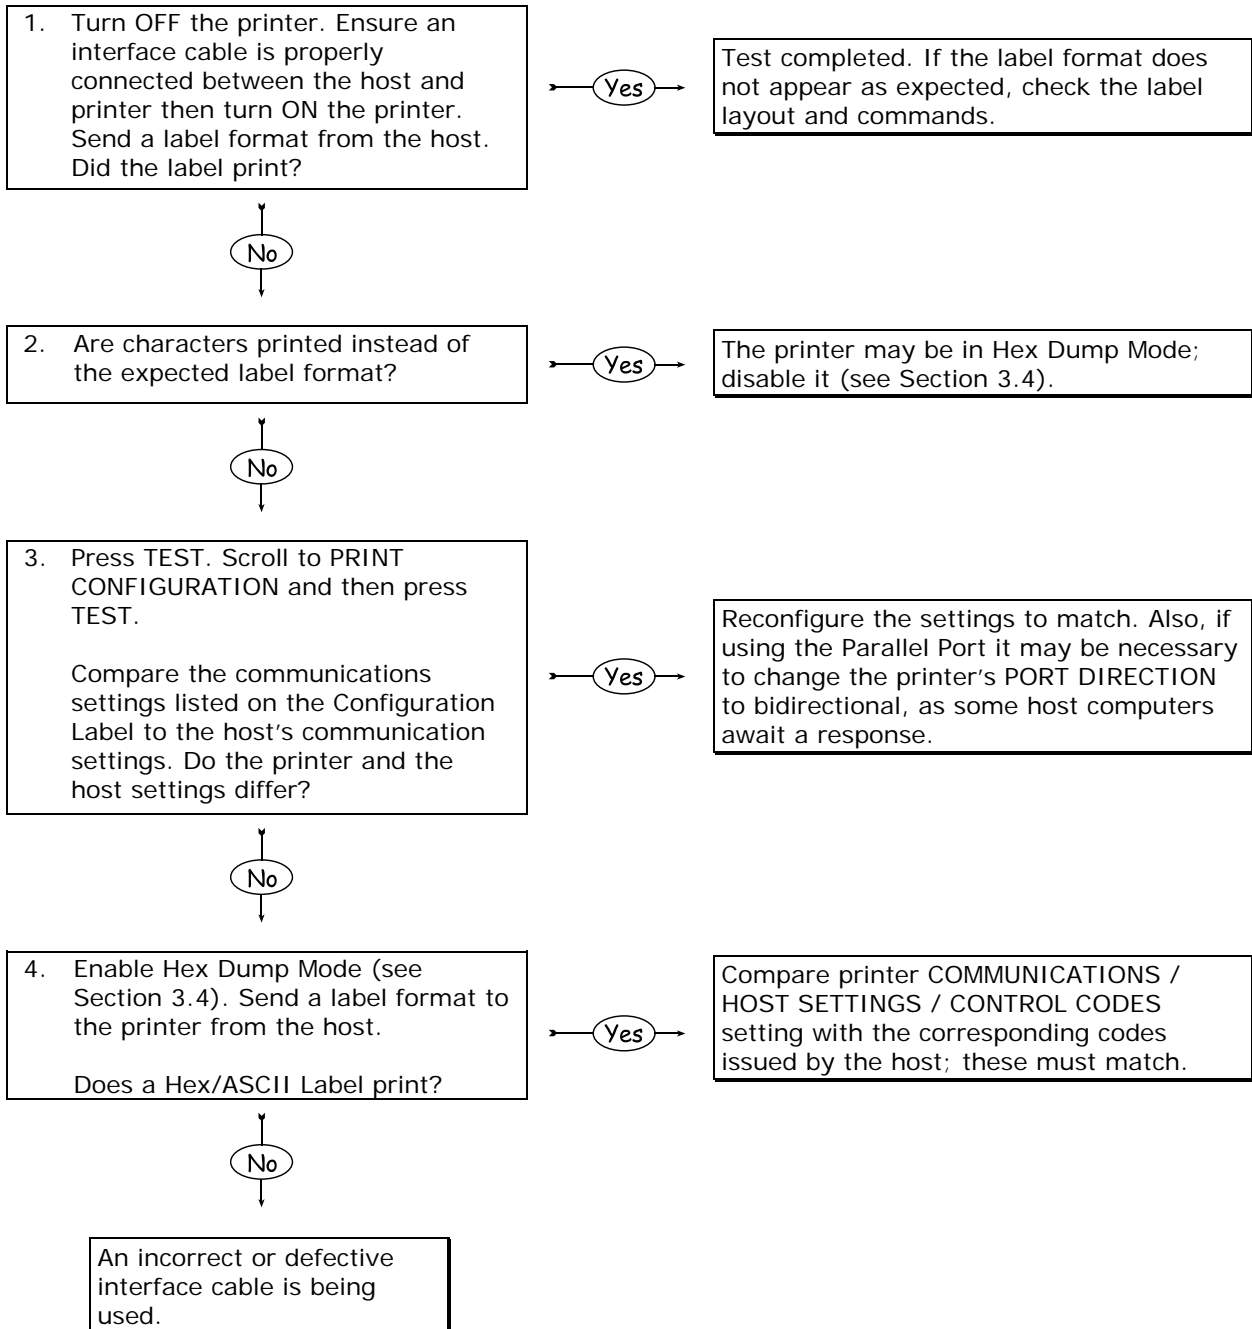 1. Turn OFF the printer. Ensure an
interface cable is properly
connected between the host and
printer then turn ON the printer.
Send a label format from the host.
Did the label print?
Yes
Test completed. If the label format does
not appear as expected, check the label
layout and commands.
No
2. Are characters printed instead of
the expected label format?
Yes
The printer may be in Hex Dump Mode;
disable it (see Section 3.4).
No
3. Press TEST. Scroll to PRINT
CONFIGURATION and then press
TEST.
Compare the communications
settings listed on the Configuration
Label to the host's communication
settings. Do the printer and the
host settings differ?
Yes
Reconfigure the settings to match. Also, if
using the Parallel Port it may be necessary
to change the printer's PORT DIRECTION
to bidirectional, as some host computers
await a response.
No
4. Enable Hex Dump Mode (see
Section 3.4). Send a label format to
the printer from the host.
Does a Hex/ASCII Label print?
Yes
Compare printer COMMUNICATIONS /
HOST SETTINGS / CONTROL CODES
setting with the corresponding codes
issued by the host; these must match.
No
An incorrect or defective
interface cable is being
used.